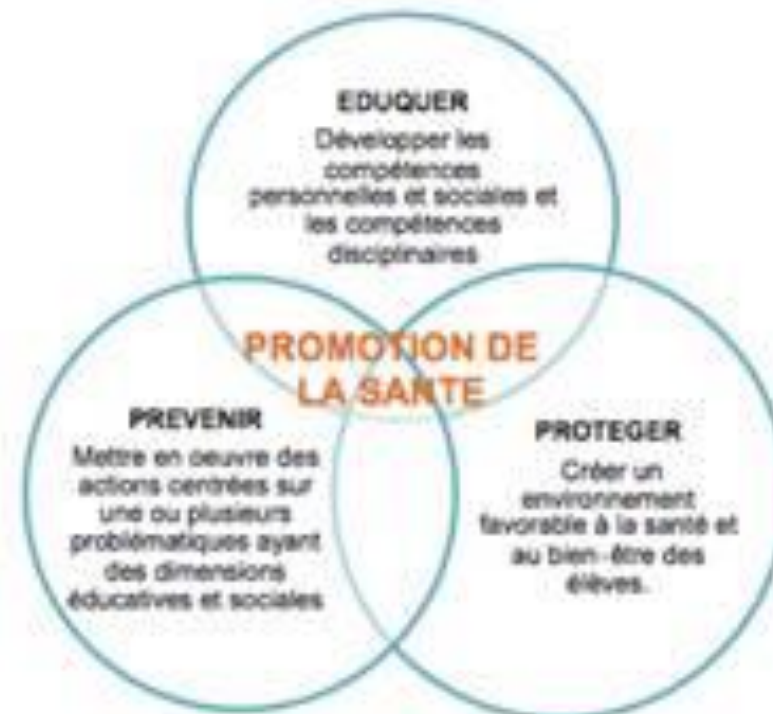 EDUQUER
Développer les
compétences
personnelles et sociales et
les compétences
disciplinaires
PROMOTION DE
LA SANTE
PREVENIR
Mettre en oeuvre des
actions centrées sur
une ou plusieurs
problématiques ayant
des dimensions
éducatives et sociales
PROTEGER
Créer un
environnement
favorable à la santé et
au bien-être des
élèves.